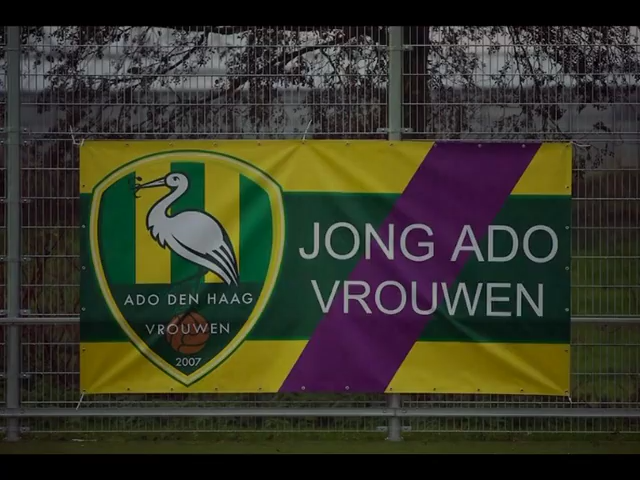 JONG ADO
VROUWEN
ADO DEN HAAG
VROUWEN
2007